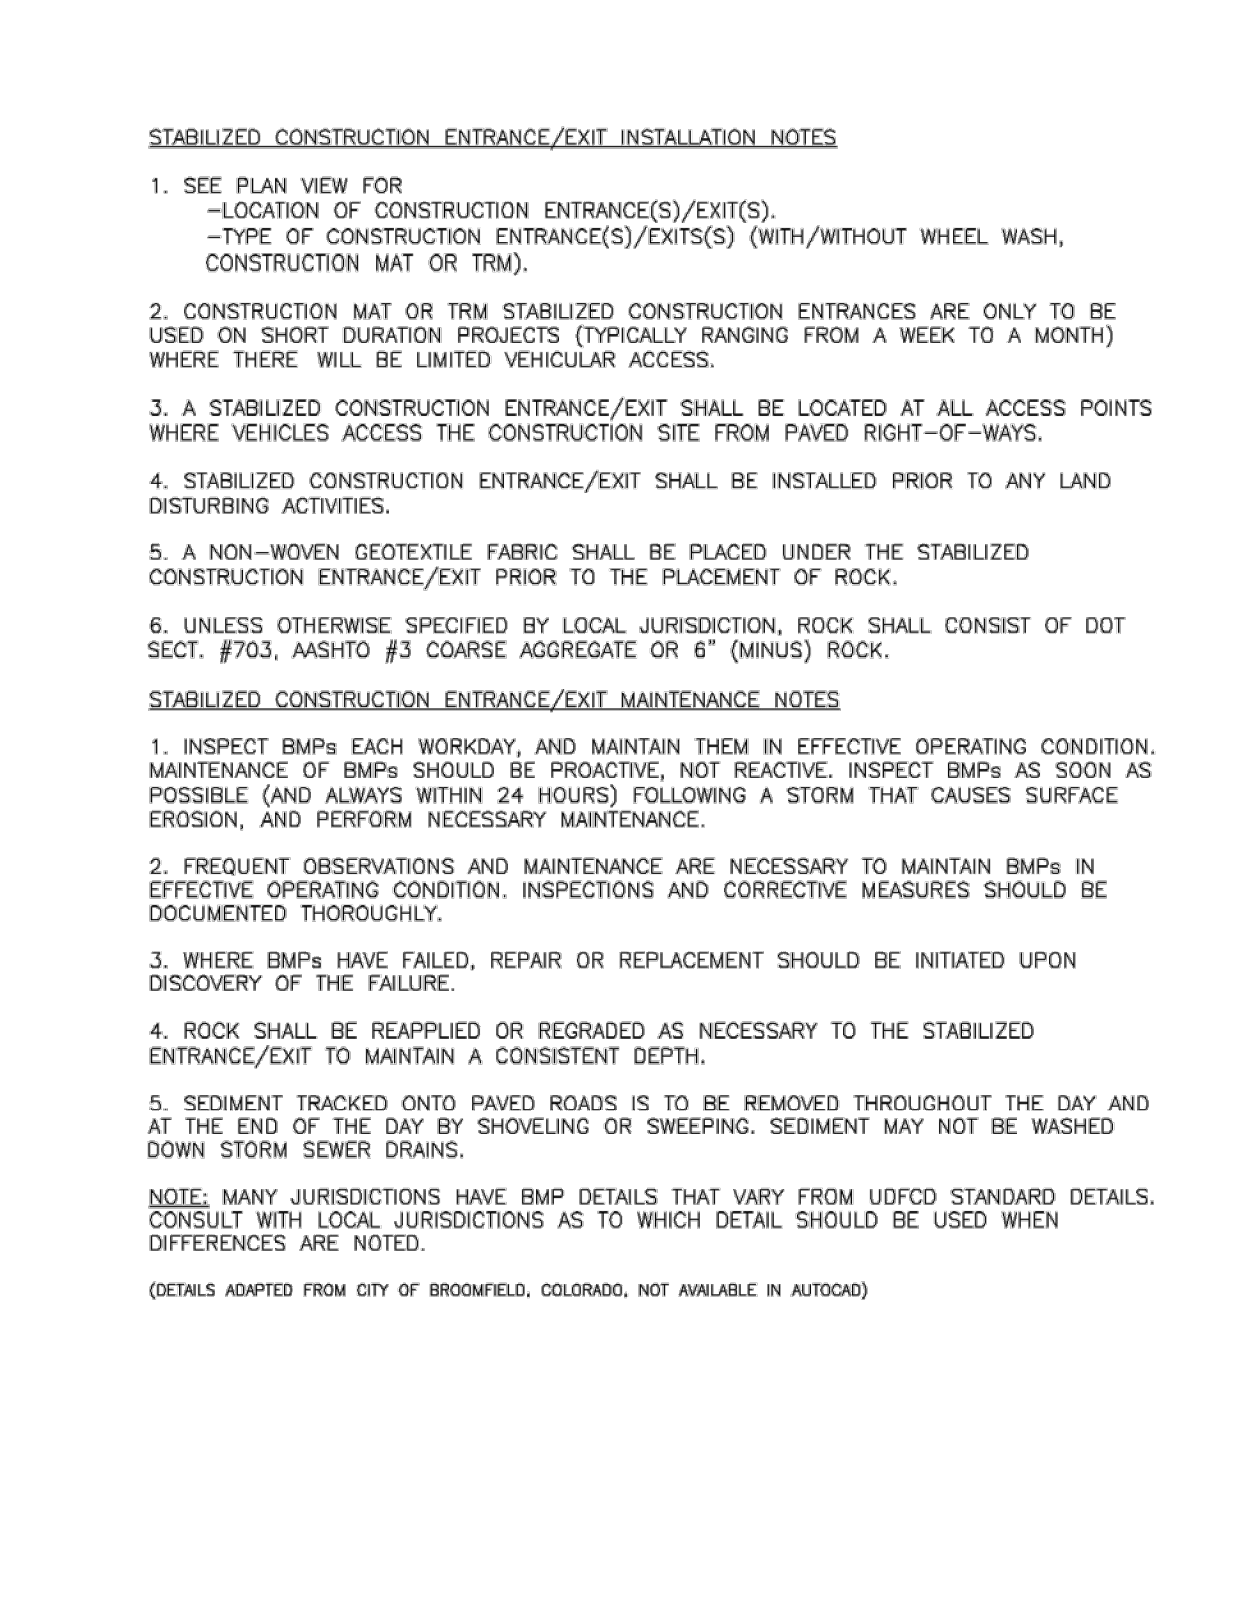 STABILIZED CONSTRUCTION ENTRANCE/EXIT INSTALLATION NOTES
1. SEE PLAN VIEW FOR
–LOCATION OF CONSTRUCTION ENTRANCE(S)/EXIT(S).
–TYPE OF CONSTRUCTION ENTRANCE(S)/EXITS(S) (WITH/WITHOUT WHEEL WASH,
CONSTRUCTION MAT OR TRM).
2. CONSTRUCTION MAT OR TRM STABILIZED CONSTRUCTION ENTRANCES ARE ONLY TO BE
USED ON SHORT DURATION PROJECTS (TYPICALLY RANGING FROM A WEEK TO A MONTH)
WHERE THERE WILL BE LIMITED VEHICULAR ACCESS.
3. A STABILIZED CONSTRUCTION ENTRANCE/EXIT SHALL BE LOCATED AT ALL ACCESS POINTS
WHERE VEHICLES ACCESS THE CONSTRUCTION SITE FROM PAVED RIGHT–OF–WAYS.
4. STABILIZED CONSTRUCTION ENTRANCE/EXIT SHALL BE INSTALLED PRIOR TO ANY LAND
DISTURBING ACTIVITIES.
5. A NON–WOVEN GEOTEXTILE FABRIC SHALL BE PLACED UNDER THE STABILIZED
CONSTRUCTION ENTRANCE/EXIT PRIOR TO THE PLACEMENT OF ROCK.
6. UNLESS OTHERWISE SPECIFIED BY LOCAL JURISDICTION, ROCK SHALL CONSIST OF DOT
SECT. #703, AASHTO #3 COARSE AGGREGATE OR 6” (MINUS) ROCK.
STABILIZED CONSTRUCTION ENTRANCE/EXIT MAINTENANCE NOTES
1. INSPECT BMPs EACH WORKDAY, AND MAINTAIN THEM IN EFFECTIVE OPERATING CONDITION.
MAINTENANCE OF BMPs SHOULD BE PROACTIVE, NOT REACTIVE. INSPECT BMPs AS SOON AS
POSSIBLE (AND ALWAYS WITHIN 24 HOURS) FOLLOWING A STORM THAT CAUSES SURFACE
EROSION, AND PERFORM NECESSARY MAINTENANCE.
2. FREQUENT OBSERVATIONS AND MAINTENANCE ARE NECESSARY TO MAINTAIN BMPs IN
EFFECTIVE OPERATING CONDITION. INSPECTIONS AND CORRECTIVE MEASURES SHOULD BE
DOCUMENTED THOROUGHLY.
3. WHERE BMPs HAVE FAILED, REPAIR OR REPLACEMENT SHOULD BE INITIATED UPON
DISCOVERY OF THE FAILURE.
4. ROCK SHALL BE REAPPLIED OR REGRADED AS NECESSARY TO THE STABILIZED
ENTRANCE/EXIT TO MAINTAIN A CONSISTENT DEPTH.
5. SEDIMENT TRACKED ONTO PAVED ROADS IS TO BE REMOVED THROUGHOUT THE DAY AND
AT THE END OF THE DAY BY SHOVELING OR SWEEPING. SEDIMENT MAY NOT BE WASHED
DOWN STORM SEWER DRAINS.
NOTE: MANY JURISDICTIONS HAVE BMP DETAILS THAT VARY FROM UDFCD STANDARD DETAILS.
CONSULT WITH LOCAL JURISDICTIONS AS TO WHICH DETAIL SHOULD BE USED WHEN
DIFFERENCES ARE NOTED.
(DETAILS ADAPTED FROM CITY OF BROOMFIELD, COLORADO, NOT AVAILABLE IN AUTOCAD)